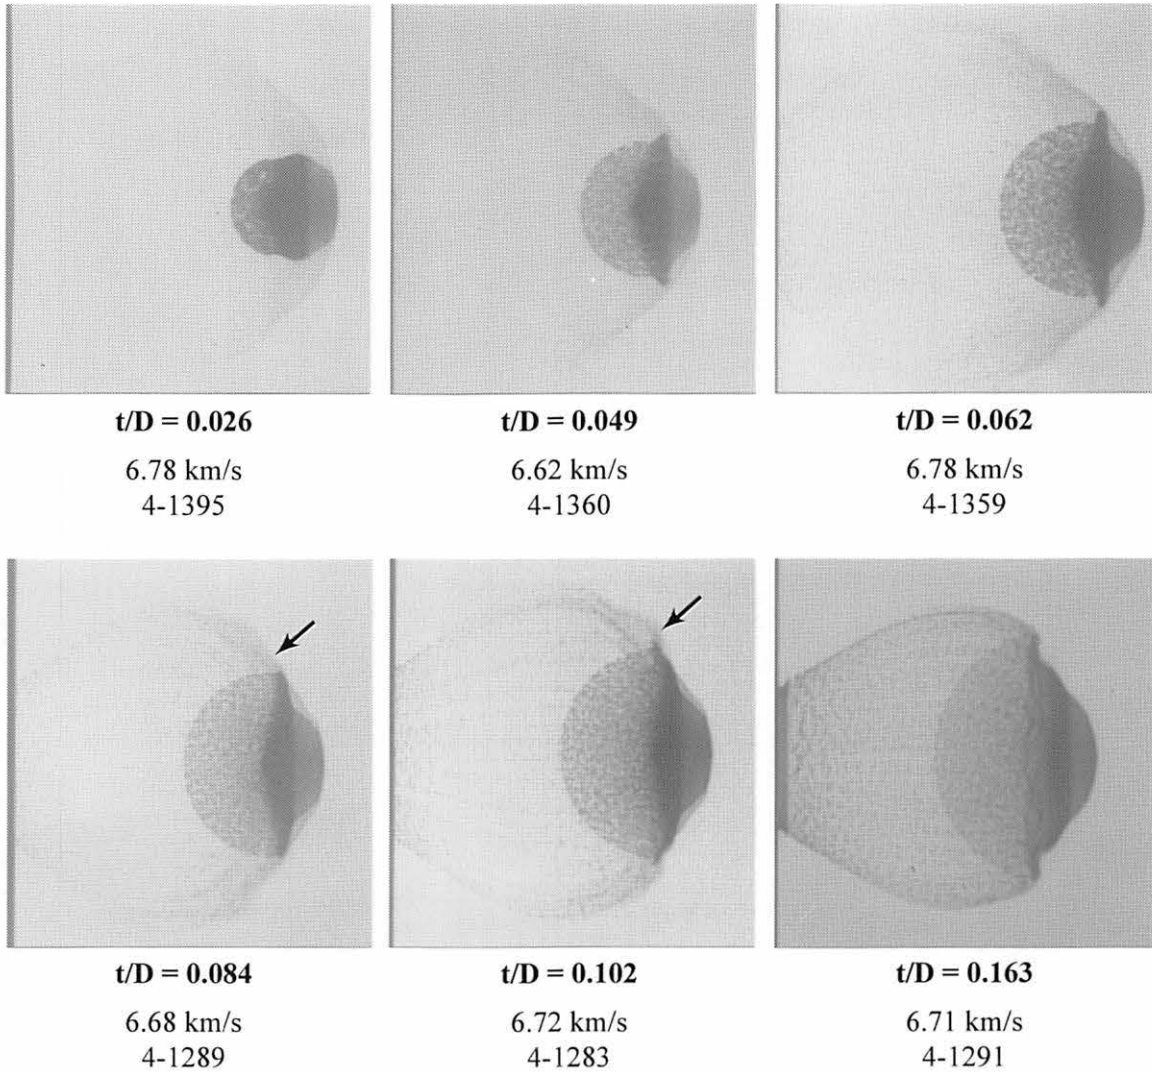 t/D = 0.026
6.78 km/s
4-1395
t/D = 0.049
6.62 km/s
4-1360
t/D = 0.062
6.78 km/s
4-1359
t/D = 0.084
6.68 km/s
4-1289
t/D = 0.102
6.72 km/s
4-1283
t/D = 0.163
6.71 km/s
4-1291